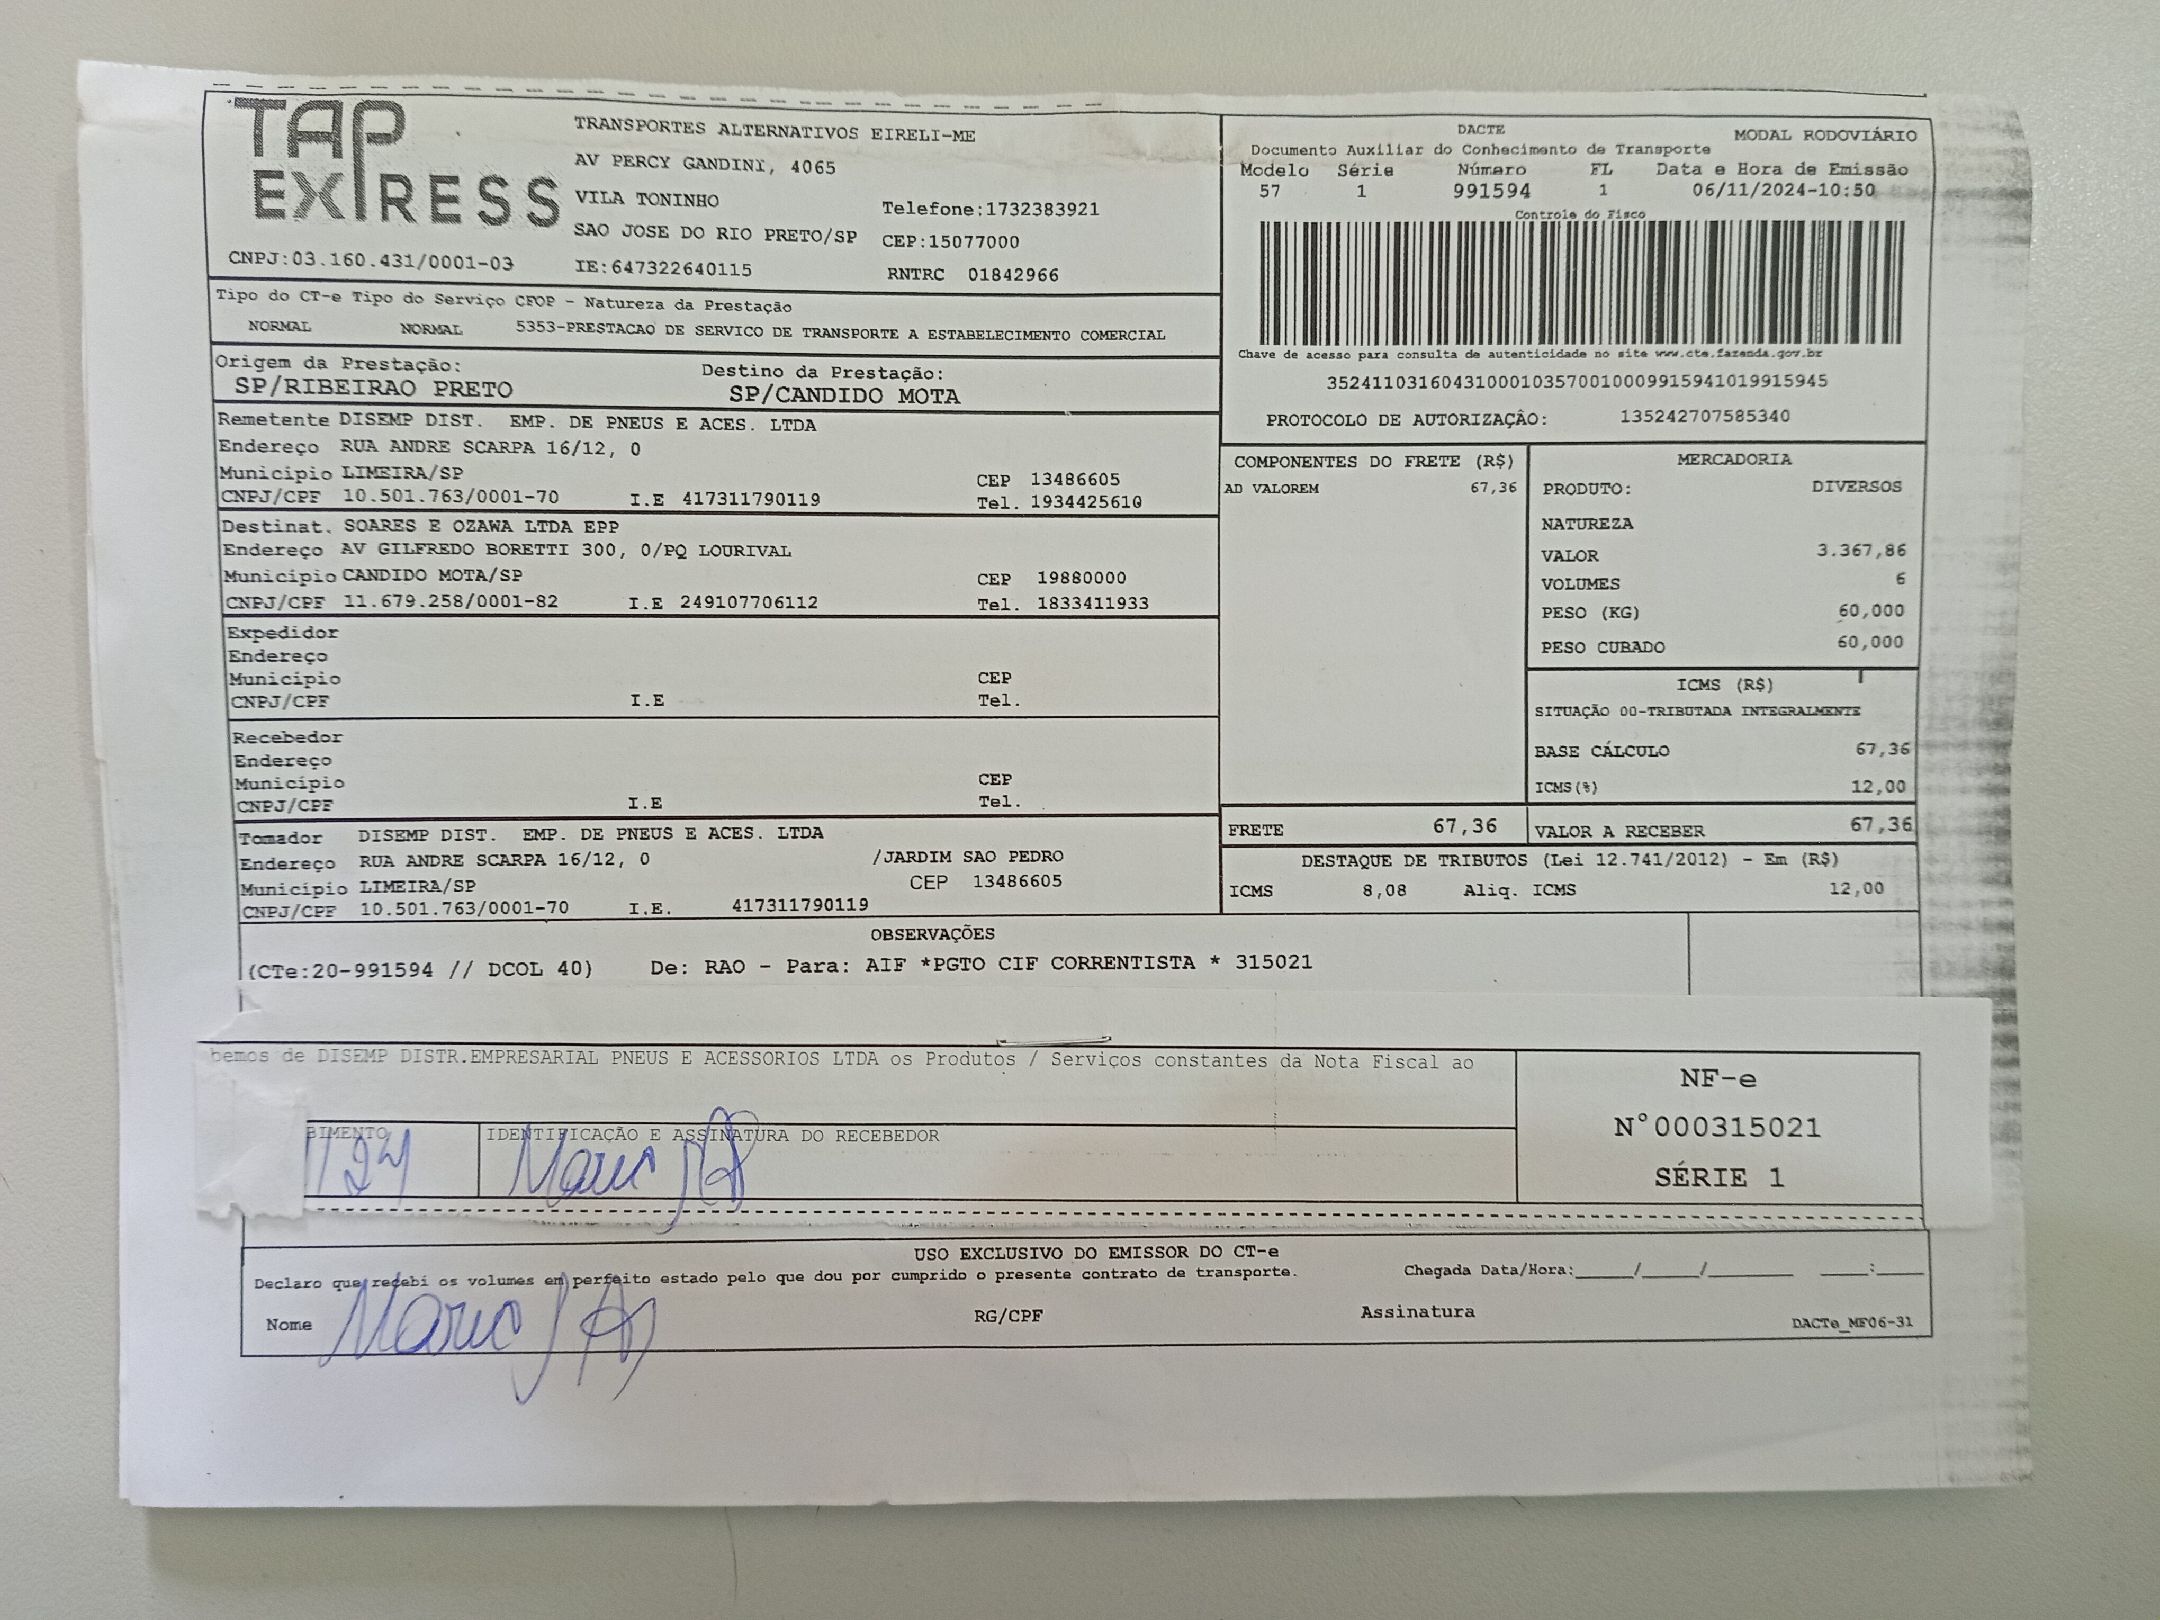 TAP EXPRESS
TRANSPORTES ALTERNATIVOS EIRELI-ME
AV PERCY GANDINI, 4065
VILA TONINHO
Telefone:1732383921
SAO JOSE DO RIO PRETO/SP CEP:15077000
CNPJ:03.160.431/0001-03 IE:647322640115 RNTRC 01842966
DACTE MODAL RODOVIÁRIO
Documento Auxiliar do Conhecimento de Transporte
Modelo Série Número FL Data e Hora de Emissão
57 1 991594 1 06/11/2024-10:50
Controle do Fisco
Chave de acesso para consulta de autenticidade no site www.cte.fazenda.gov.br
35241103160431000103570010009915941019915945
PROTOCOLO DE AUTORIZAÇÃO: 135242707585340
Tipo do CT-e Tipo do Serviço CFOP - Natureza da Prestação
NORMAL NORMAL 5353-PRESTACAO DE SERVICO DE TRANSPORTE A ESTABELECIMENTO COMERCIAL
Origem da Prestação: Destino da Prestação:
SP/RIBEIRAO PRETO SP/CANDIDO MOTA
Remetente DISEMP DIST. EMP. DE PNEUS E ACES. LTDA
Endereço RUA ANDRE SCARPA 16/12, 0
Município LIMEIRA/SP CEP 13486605
CNPJ/CPF 10.501.763/0001-70 I.E 417311790119 Tel. 1934425610
Destinat. SOARES E OZAWA LTDA EPP
Endereço AV GILFREDO BORETTI 300, 0/PQ LOURIVAL
Município CANDIDO MOTA/SP CEP 19880000
CNPJ/CPF 11.679.258/0001-82 I.E 249107706112 Tel. 1833411933
Expedidor
Endereço
Município CEP
CNPJ/CPF I.E Tel.
Recebedor
Endereço
Município CEP
CNPJ/CPF I.E Tel.
Tomador DISEMP DIST. EMP. DE PNEUS E ACES. LTDA
Endereço RUA ANDRE SCARPA 16/12, 0 /JARDIM SAO PEDRO
Município LIMEIRA/SP CEP 13486605
CNPJ/CPF 10.501.763/0001-70 I.E. 417311790119
COMPONENTES DO FRETE (R$)
AD VALOREM 67,36
MERCADORIA
PRODUTO: DIVERSOS
NATUREZA
VALOR 3.367,86
VOLUMES 6
PESO (KG) 60,000
PESO CUBADO 60,000
ICMS (R$)
SITUAÇÃO 00-TRIBUTADA INTEGRALMENTE
BASE CÁLCULO 67,36
ICMS(%) 12,00
FRETE 67,36 VALOR A RECEBER 67,36
DESTAQUE DE TRIBUTOS (Lei 12.741/2012) - Em (R$)
ICMS 8,08 Aliq. ICMS 12,00
OBSERVAÇÕES
(CTe:20-991594 // DCOL 40) De: RAO - Para: AIF *PGTO CIF CORRENTISTA * 315021
bemos de DISEMP DISTR.EMPRESARIAL PNEUS E ACESSORIOS LTDA os Produtos / Serviços constantes da Nota Fiscal ao
BIMENTO IDENTIFICAÇÃO E ASSINATURA DO RECEBEDOR
NF-e
N°000315021
SÉRIE 1
USO EXCLUSIVO DO EMISSOR DO CT-e
Declaro que recebi os volumes em perfeito estado pelo que dou por cumprido o presente contrato de transporte. Chegada Data/Hora:_____/_____/________ ____:____
Nome RG/CPF Assinatura
DACTe_MF06-31